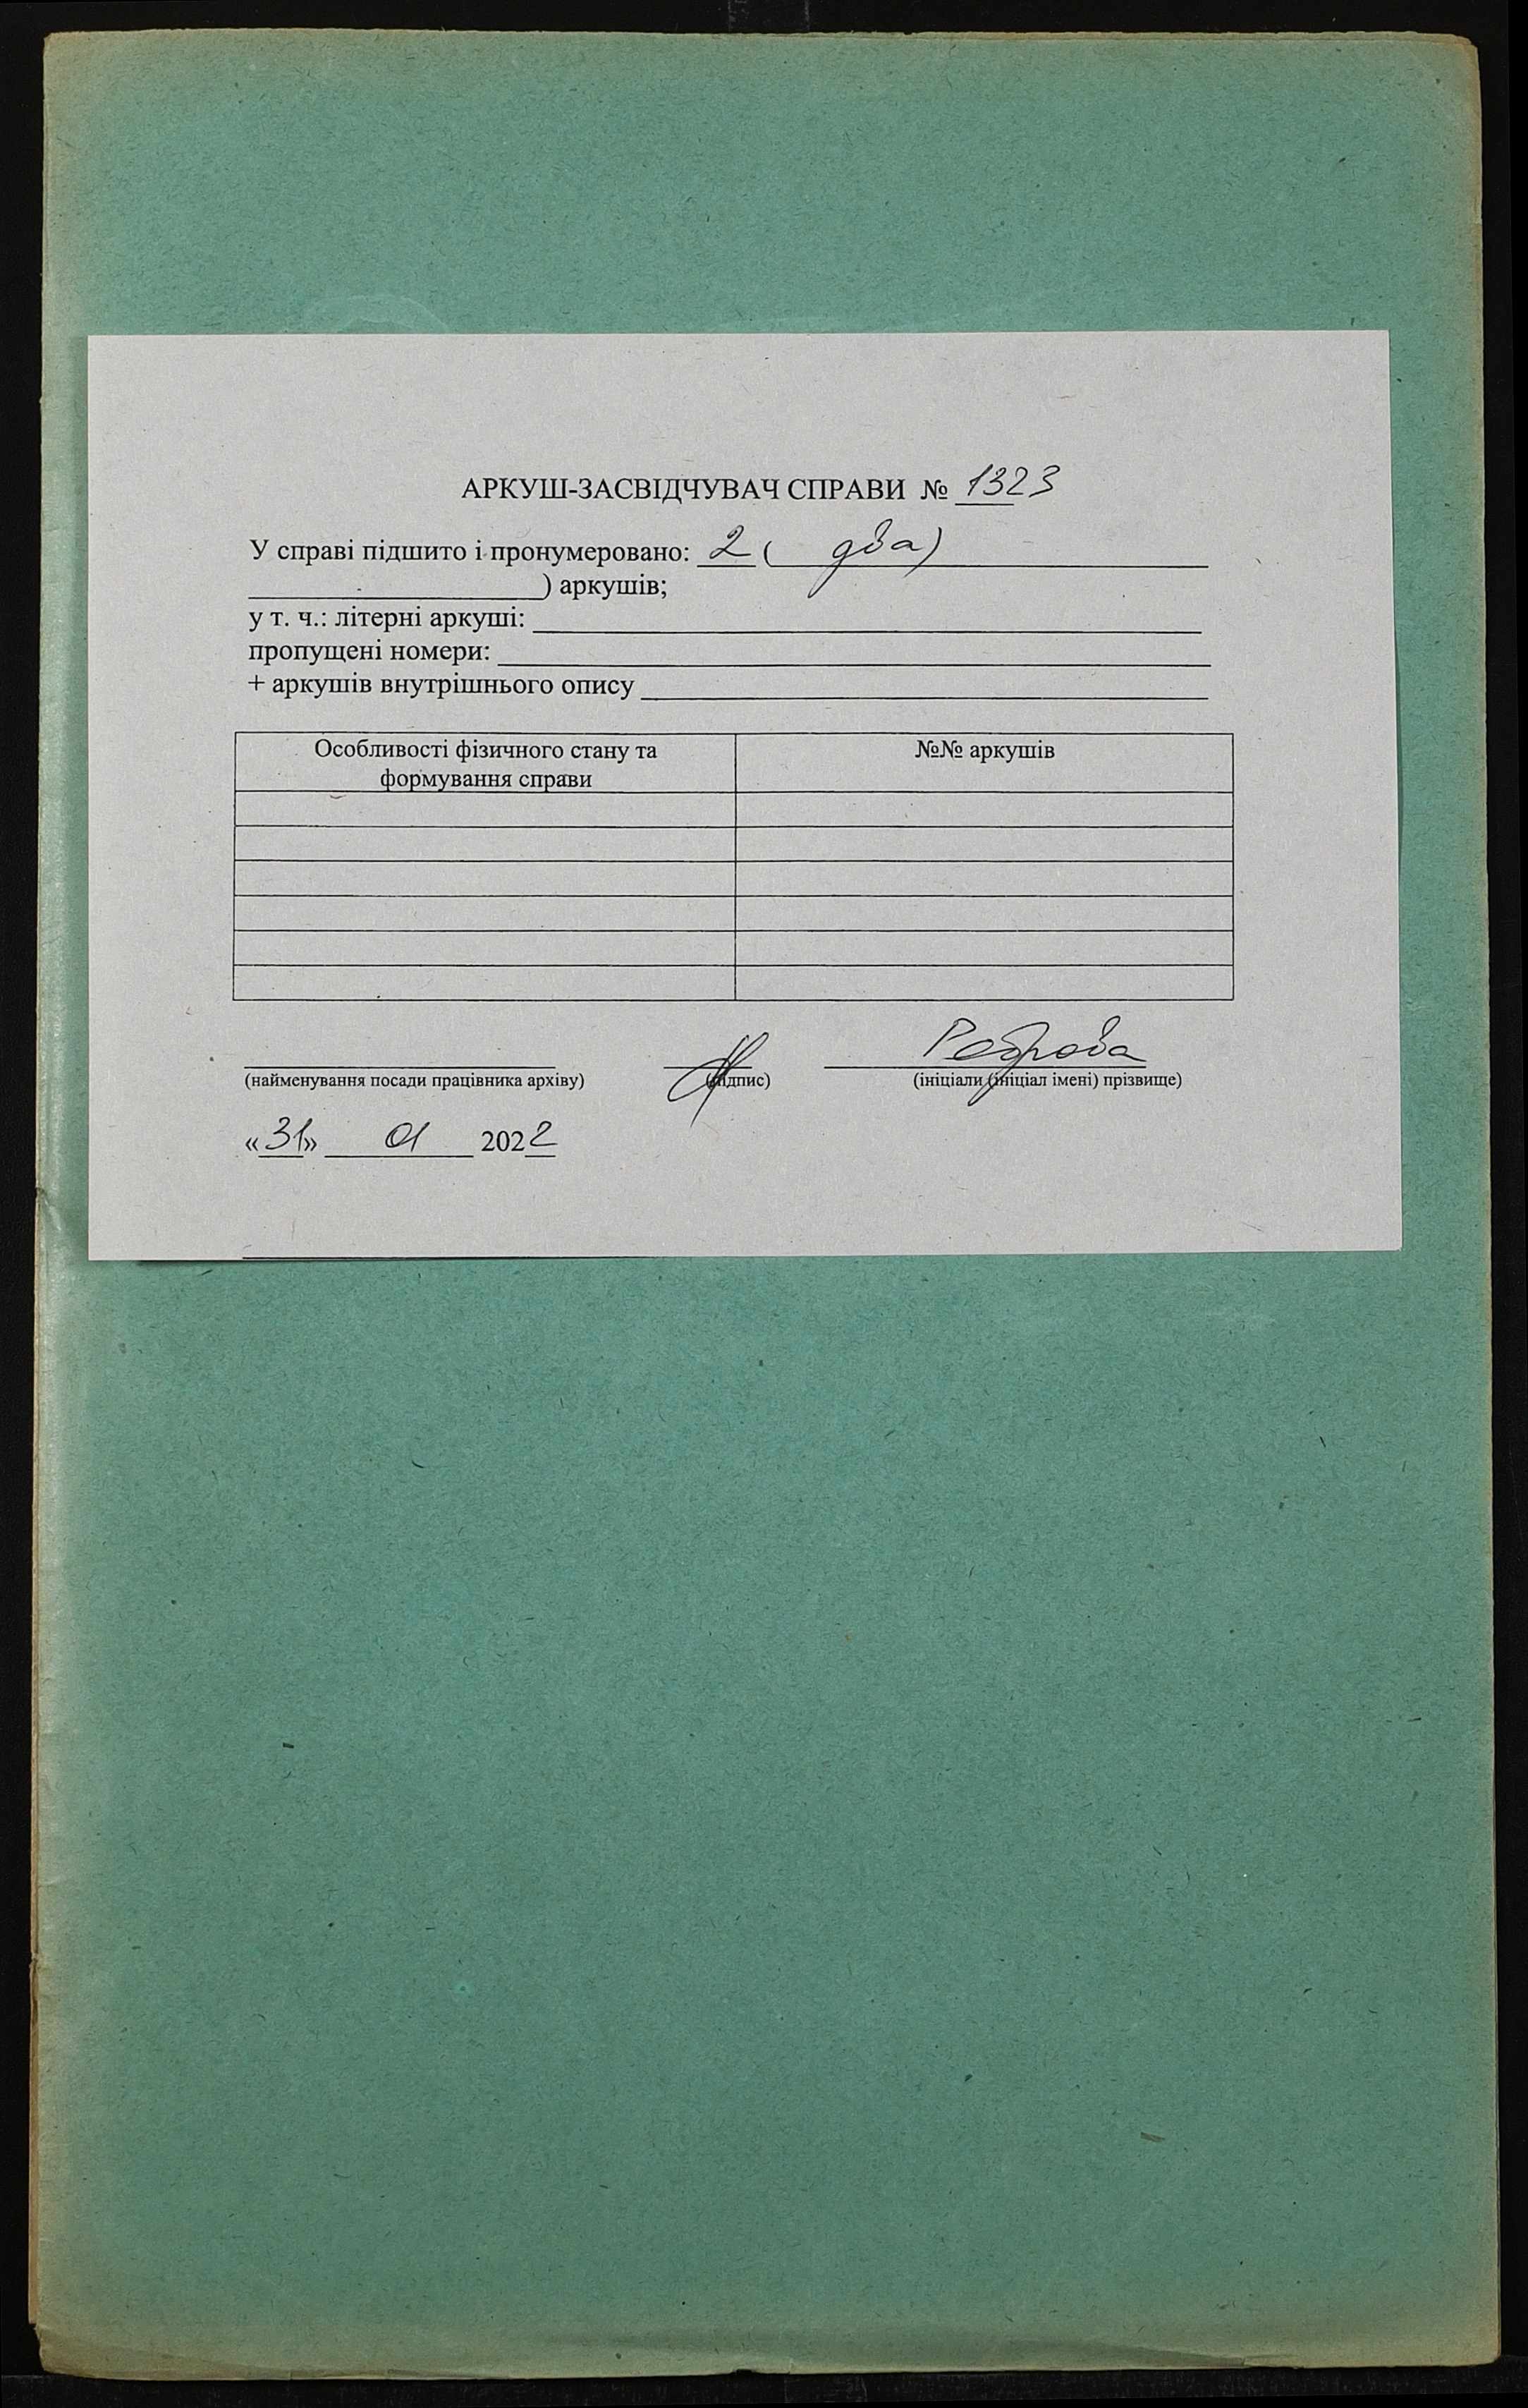 АРКУШ-ЗАСВІДЧУВАЧ СПРАВИ № 1323
У справі підшито і пронумеровано: 2 ( два)
) аркушів;
у т. ч.: літерні аркуші:
пропущені номери:
+ аркушів внутрішнього опису
Особливості фізичного стану та формування справи №№ аркушів
Реброва
(найменування посади працівника архіву) (підпис) (ініціали (ініціал імені) прізвище)
«31» 01 2022